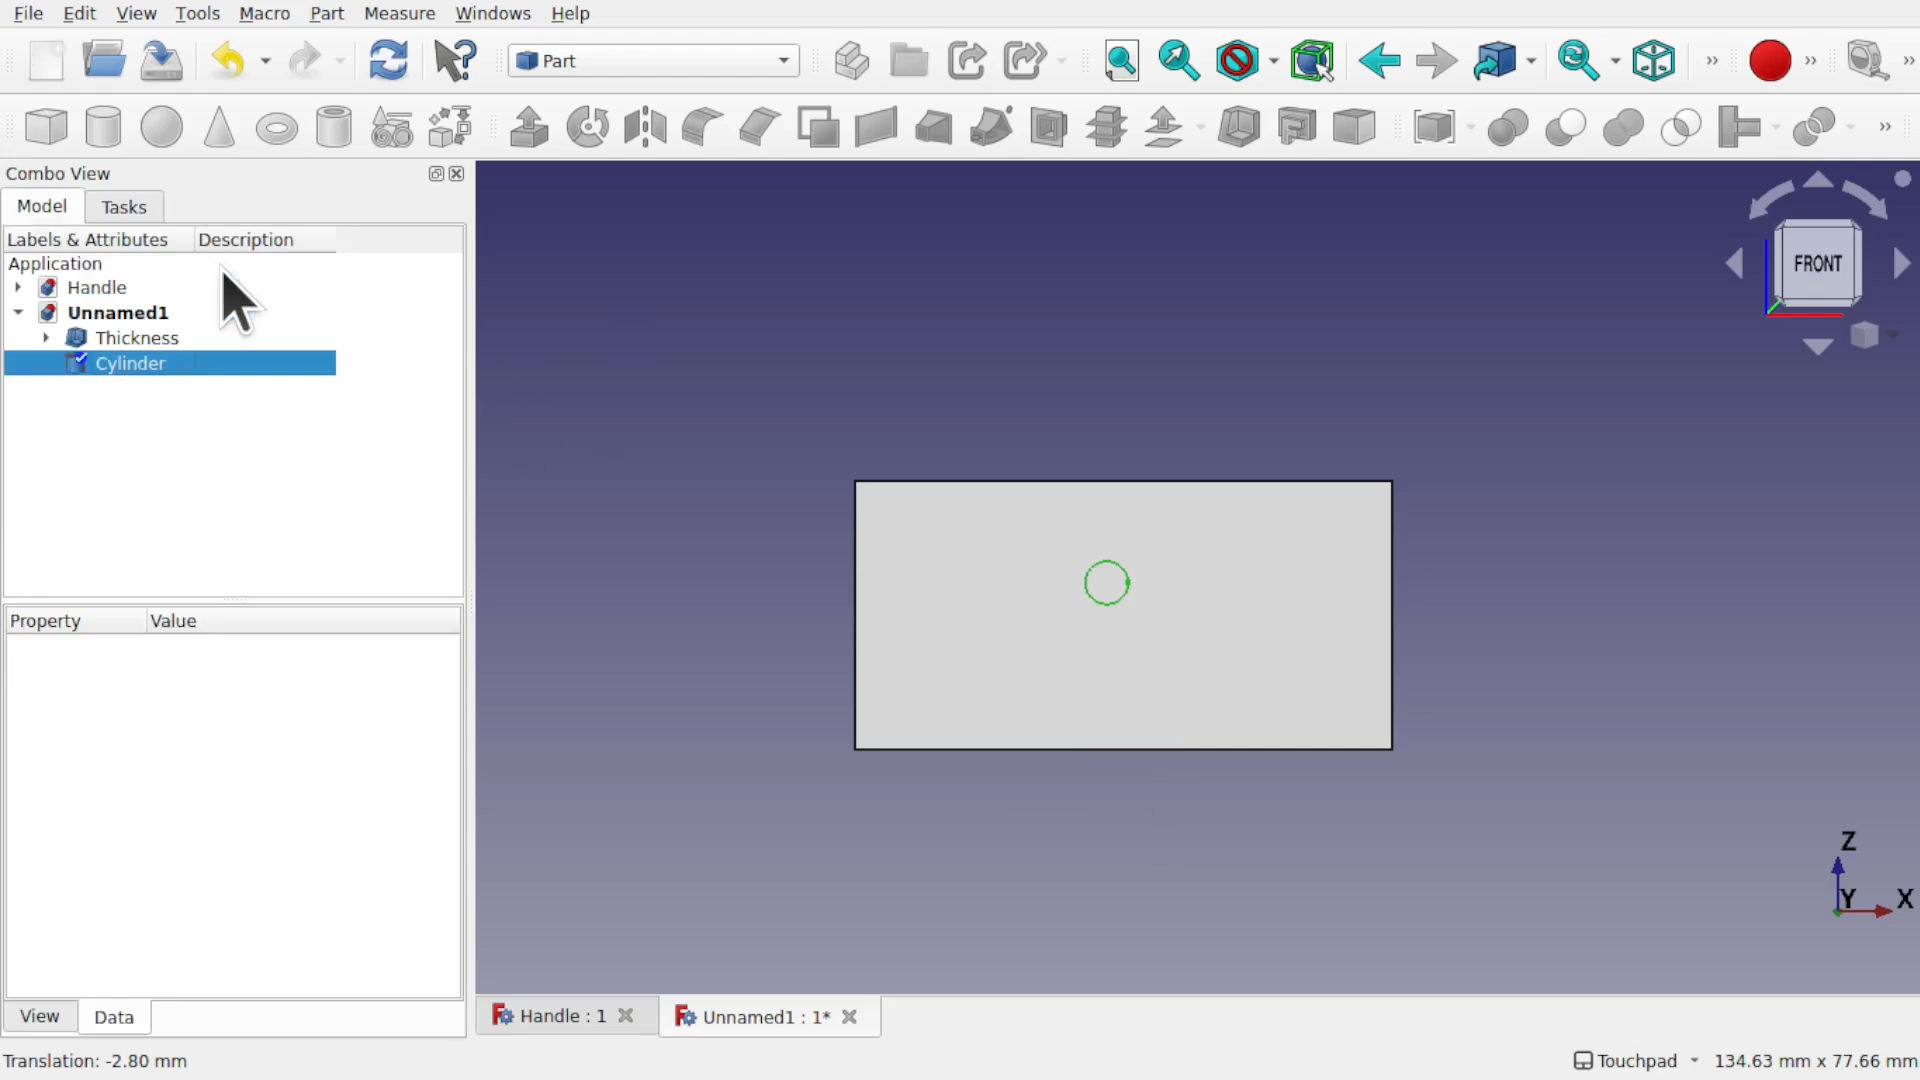 File Edit View Tools Macro Part Measure Windows Help
Part
Combo View
Model Tasks
Labels & Attributes Description
Application
Handle
Unnamed1
Thickness
Cylinder
FRONT
Property Value
Z
Y X
View Data
Handle : 1
Unnamed1 : 1*
Translation: -2.80 mm
Touchpad 134.63 mm x 77.66 mm